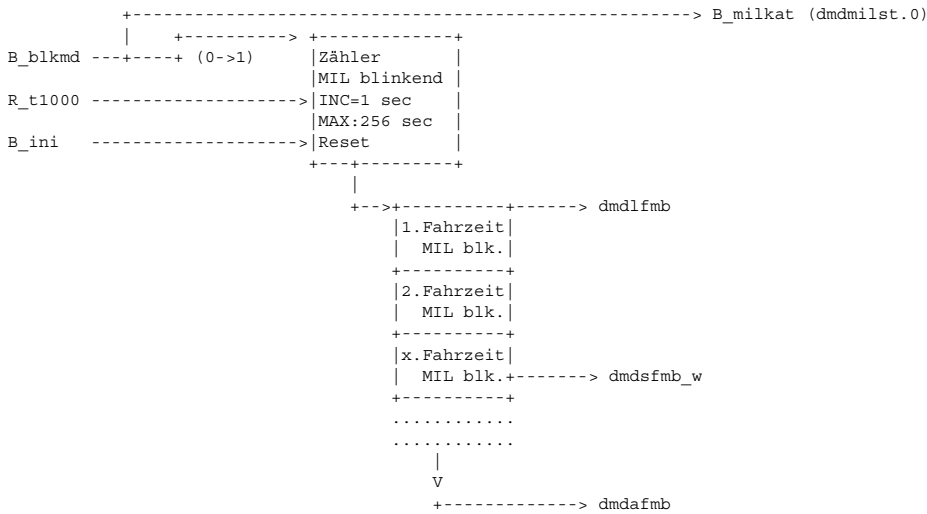 B_milkat (dmdmilst.0)
B_blkmd (0->1) Zähler
MIL blinkend
R_t1000 INC=1 sec
MAX:256 sec
B_ini Reset
dmdlfmb
1.Fahrzeit
MIL blk.
2.Fahrzeit
MIL blk.
x.Fahrzeit
MIL blk. dmdsfmb_w
............
............
V
dmdafmb